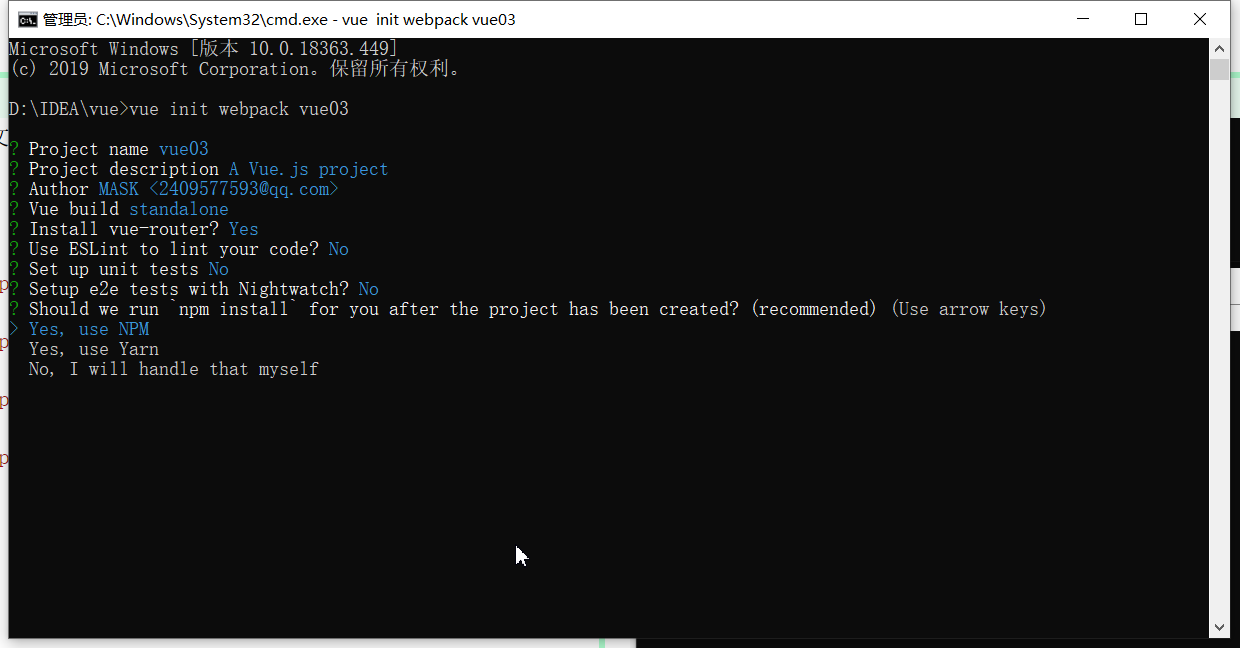 管理员: C:\Windows\System32\cmd.exe - vue  init webpack vue03
Microsoft Windows [版本 10.0.18363.449]
(c) 2019 Microsoft Corporation。保留所有权利。
D:\IDEA\vue>vue init webpack vue03
? Project name vue03
? Project description A Vue.js project
? Author MASK <2409577593@qq.com>
? Vue build standalone
? Install vue-router? Yes
? Use ESLint to lint your code? No
? Set up unit tests No
? Setup e2e tests with Nightwatch? No
? Should we run `npm install` for you after the project has been created? (recommended) (Use arrow keys)
> Yes, use NPM
Yes, use Yarn
No, I will handle that myself